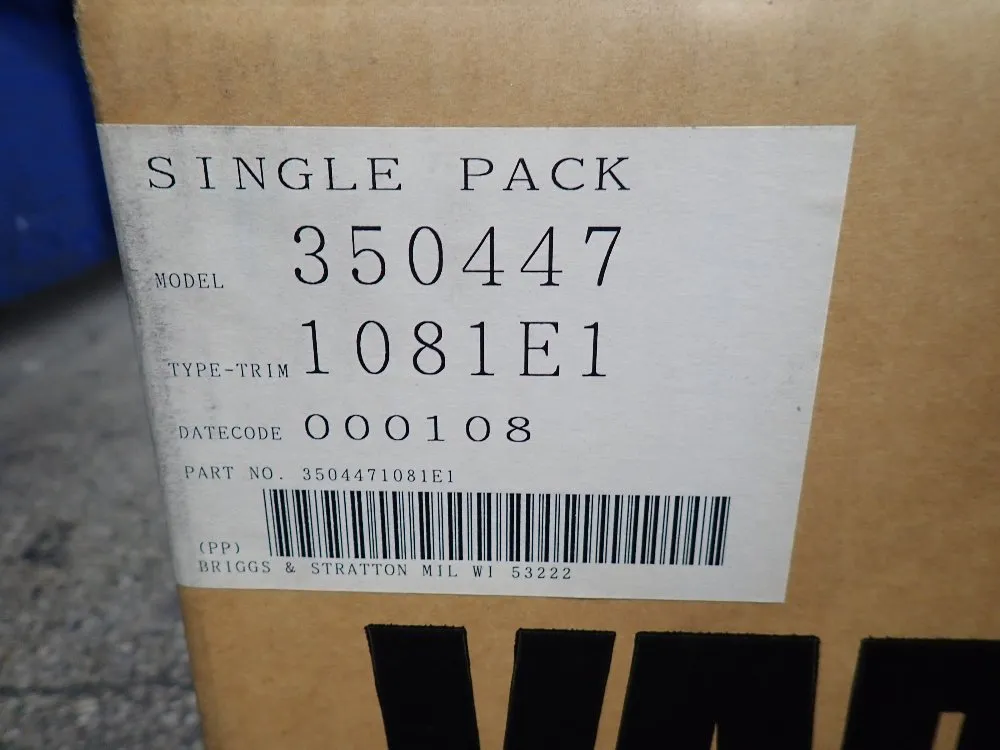 SINGLE PACK
MODEL 350447
TYPE-TRIM 1081E1
DATECODE 000108
PART NO. 3504471081E1
(PP)
BRIGGS & STRATTON MIL WI 53222